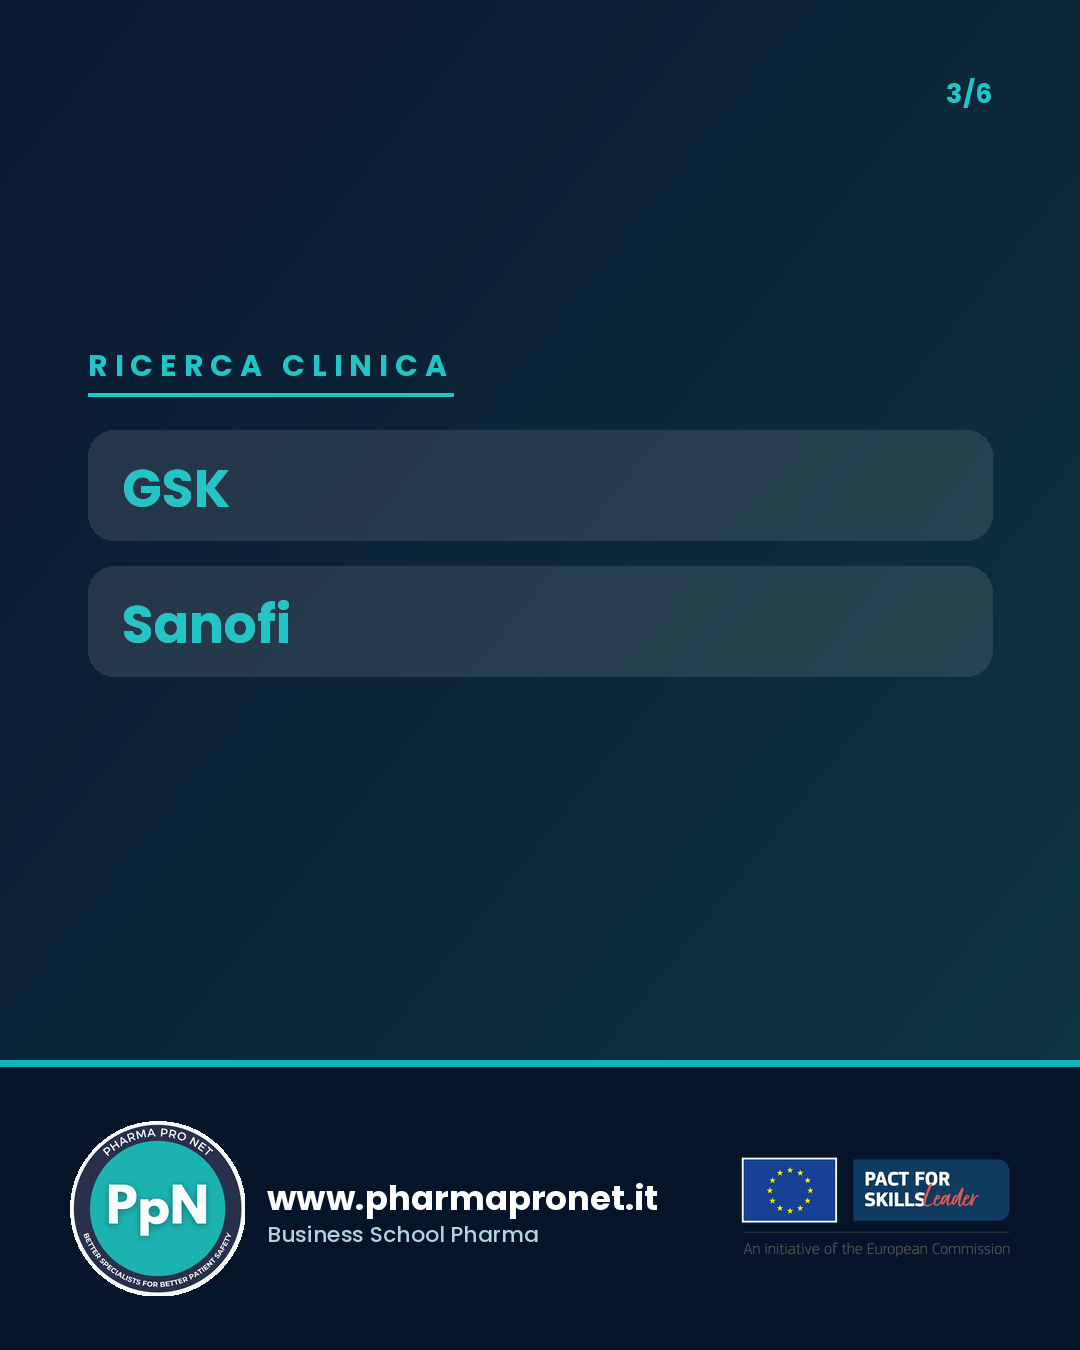 3/6
RICERCA CLINICA
GSK
Sanofi
PHARMA PRO NET
PpN
BETTER SPECIALISTS FOR BETTER PATIENT SAFETY
www.pharmapronet.it
Business School Pharma
PACT FOR
SKILLS Leader
An initiative of the European Commission